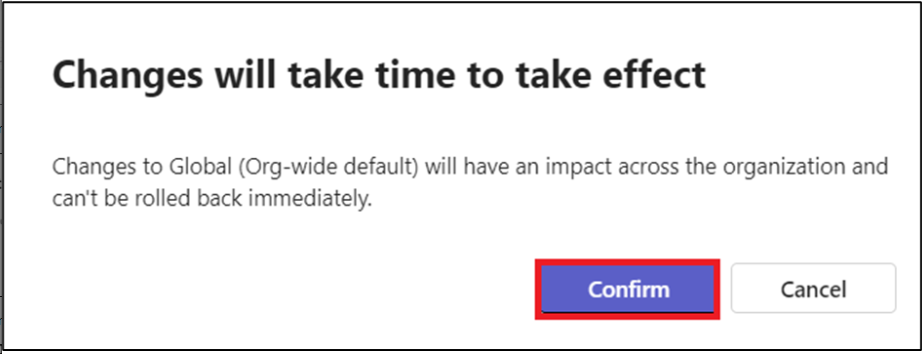 Changes will take time to take effect
Changes to Global (Org-wide default) will have an impact across the organization and
can't be rolled back immediately.
Confirm
Cancel